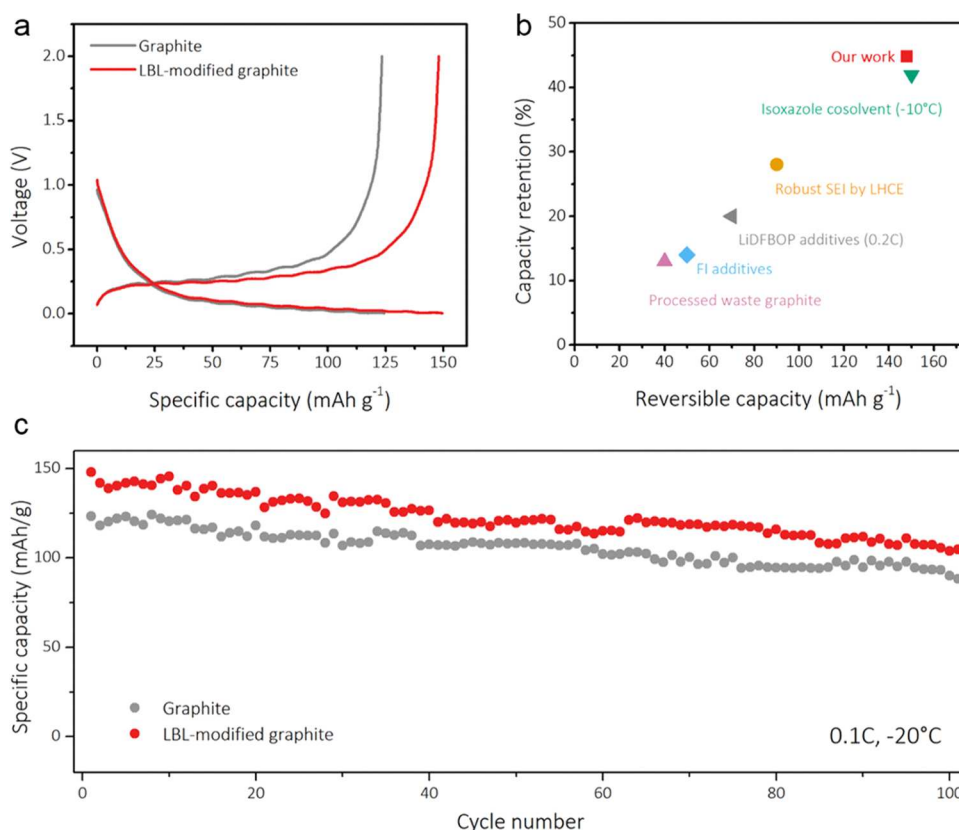 a
Graphite
LBL-modified graphite
2.0
1.5
1.0
0.5
0.0
Voltage (V)
0 25 50 75 100 125 150
Specific capacity (mAh g⁻¹)
b
50
40
30
20
10
0
Capacity retention (%)
Our work
Isoxazole cosolvent (-10°C)
Robust SEI by LHCE
LiDFBOP additives (0.2C)
FI additives
Processed waste graphite
0 20 40 60 80 100 120 140 160
Reversible capacity (mAh g⁻¹)
c
150
100
50
0
Specific capacity (mAh/g)
Graphite
LBL-modified graphite
0.1C, -20°C
0 20 40 60 80 100
Cycle number